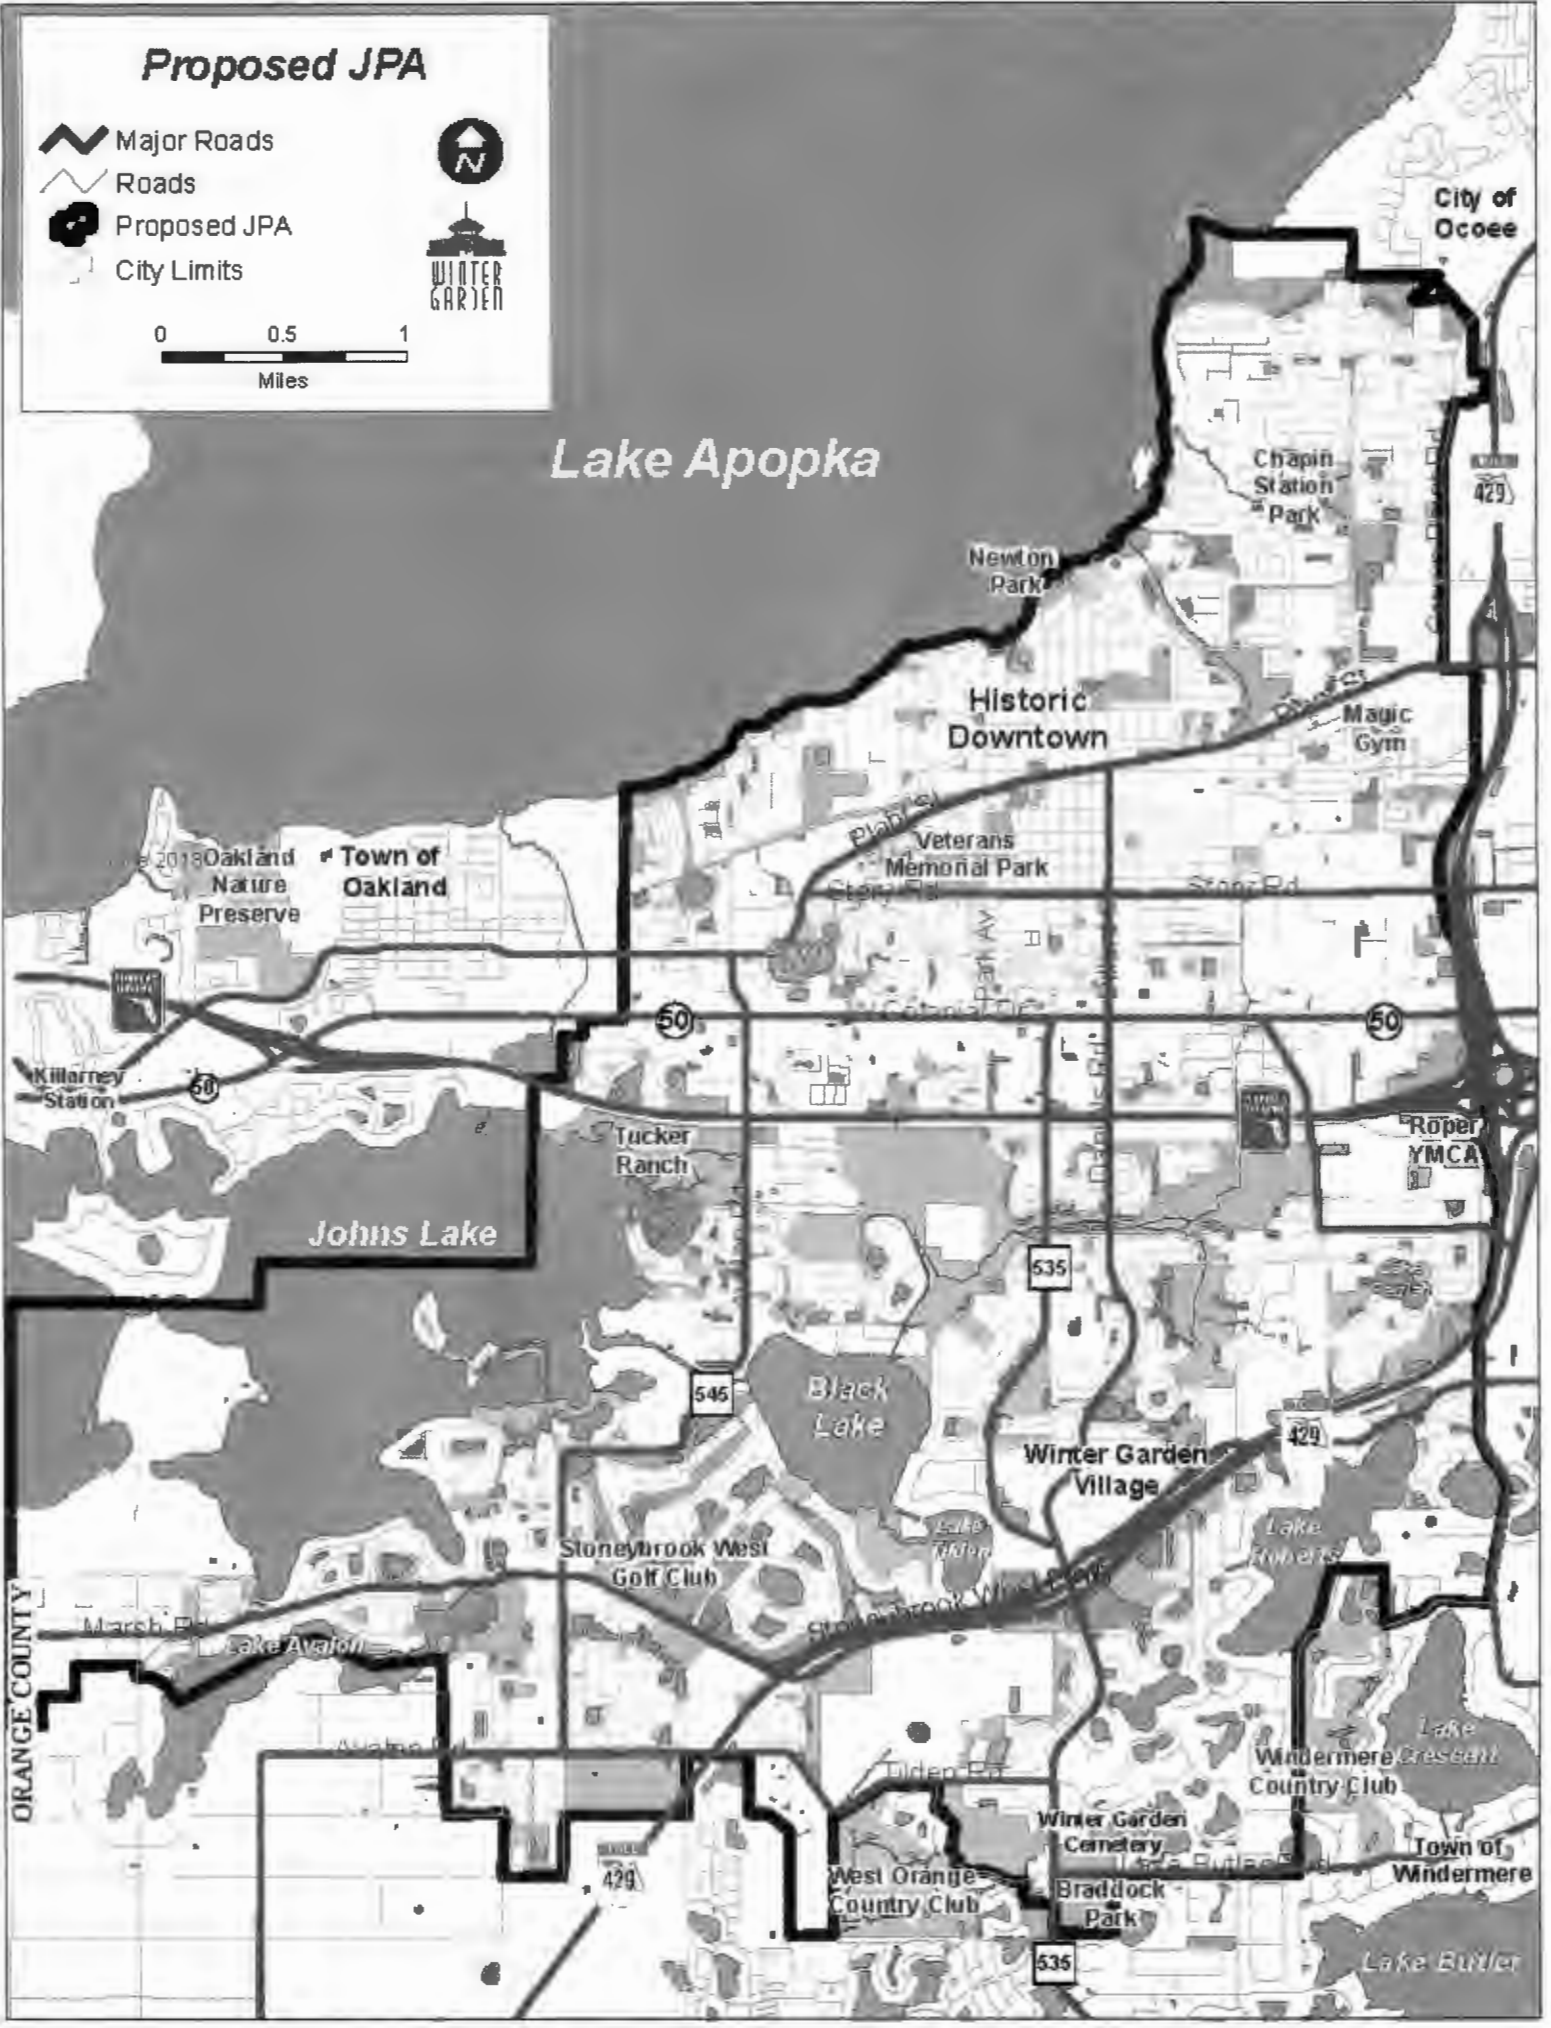 Proposed JPA
Major Roads
Roads
Proposed JPA
City Limits
N
WINTER
GARDEN
0 0.5 1
Miles
City of
Ocoee
Lake Apopka
Chapin
Station
Park
429
Newton
Park
Historic
Downtown
Magic
Gym
Plant St
Veterans
Memorial Park
Story Rd
Story Rd
Oakland
Nature
Preserve
Town of
Oakland
Park Av
50
Colonial Dr
50
Killarney
Station
50
Daniels Rd
Tucker
Ranch
Roper
YMCA
Johns Lake
535
545
Black
Lake
429
Winter Garden
Village
Lake
Tilden
Lake
Roberts
Stoneybrook West
Golf Club
Stoneybrook West Pkwy
Marsh Rd
Lake Avalon
ORANGE COUNTY
Avalon Rd
Tilden Rd
Lake
Crescent
Windermere
Country Club
Winter Garden
Cemetery
Town of
Windermere
429
West Orange
Country Club
Braddock
Park
535
Lake Butler